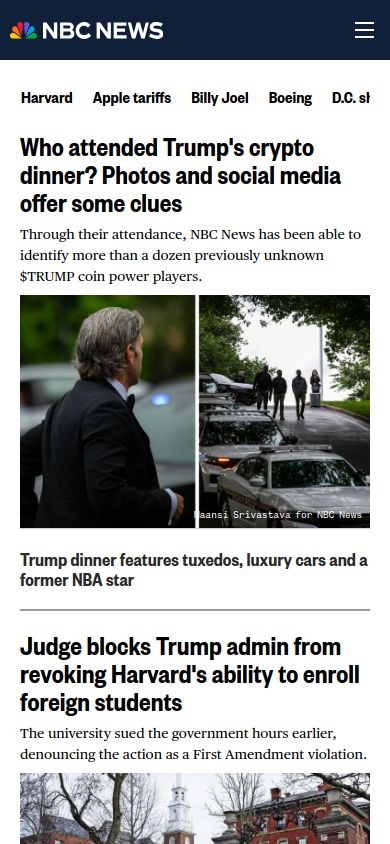 NBC NEWS
Harvard Apple tariffs Billy Joel Boeing D.C.
Who attended Trump's crypto
dinner? Photos and social media
offer some clues
Through their attendance, NBC News has been able to
identify more than a dozen previously unknown
$TRUMP coin power players.
Maansi Srivastava for NBC News
Trump dinner features tuxedos, luxury cars and a
former NBA star
Judge blocks Trump admin from
revoking Harvard's ability to enroll
foreign students
The university sued the government hours earlier,
denouncing the action as a First Amendment violation.